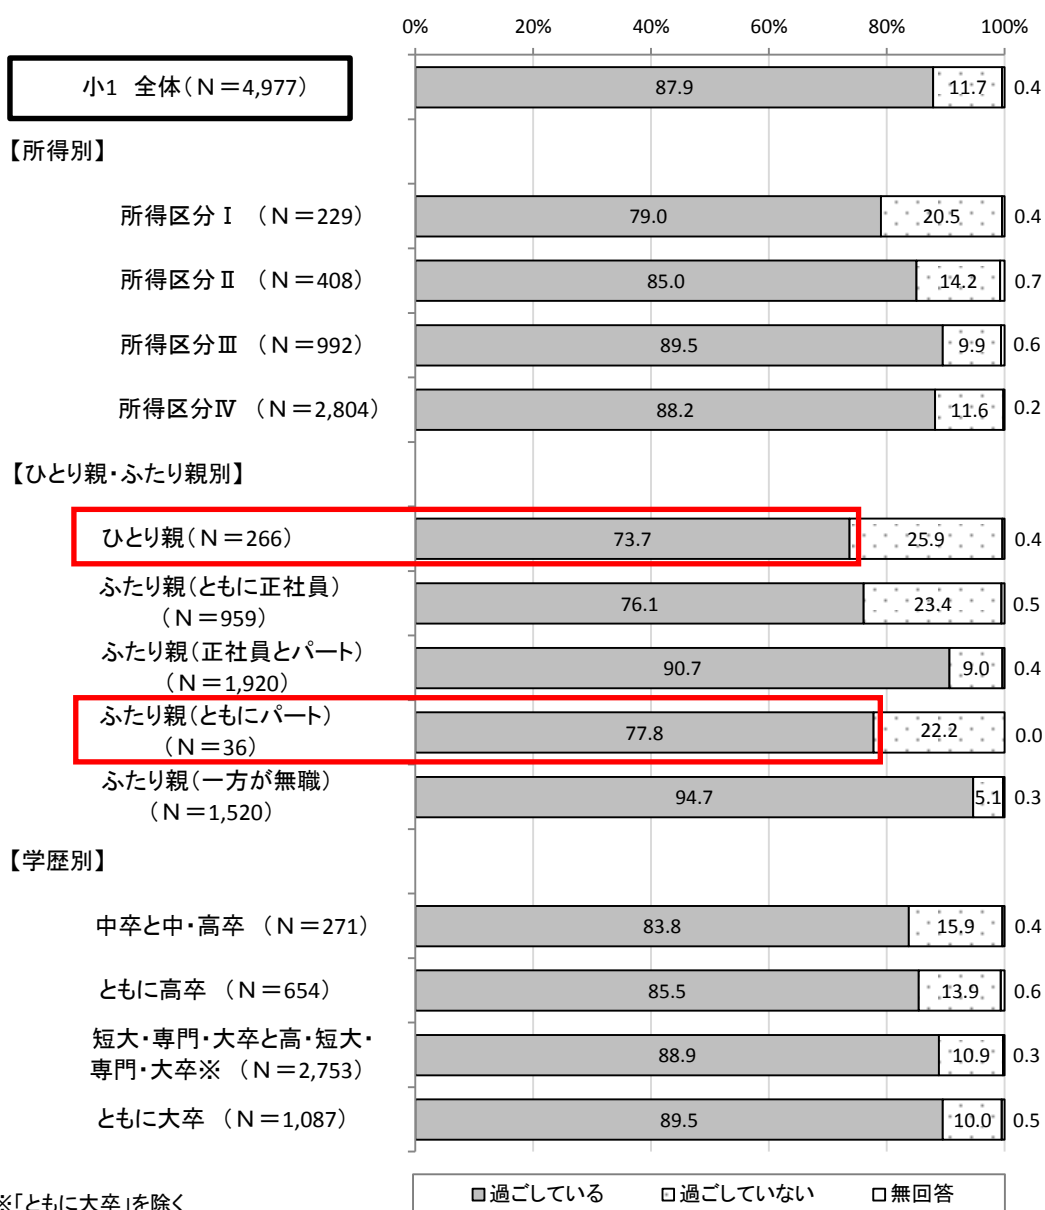 0% 20% 40% 60% 80% 100%
小1 全体(N=4,977) 87.9 11.7 0.4
【所得別】
所得区分Ⅰ (N=229) 79.0 20.5 0.4
所得区分Ⅱ (N=408) 85.0 14.2 0.7
所得区分Ⅲ (N=992) 89.5 9.9 0.6
所得区分Ⅳ (N=2,804) 88.2 11.6 0.2
【ひとり親・ふたり親別】
ひとり親(N=266) 73.7 25.9 0.4
ふたり親(ともに正社員)
(N=959) 76.1 23.4 0.5
ふたり親(正社員とパート)
(N=1,920) 90.7 9.0 0.4
ふたり親(ともにパート)
(N=36) 77.8 22.2 0.0
ふたり親(一方が無職)
(N=1,520) 94.7 5.1 0.3
【学歴別】
中卒と中・高卒 (N=271) 83.8 15.9 0.4
ともに高卒 (N=654) 85.5 13.9 0.6
短大・専門・大卒と高・短大・
専門・大卒※ (N=2,753) 88.9 10.9 0.3
ともに大卒 (N=1,087) 89.5 10.0 0.5
過ごしている 過ごしていない 無回答
※「ともに大卒」を除く